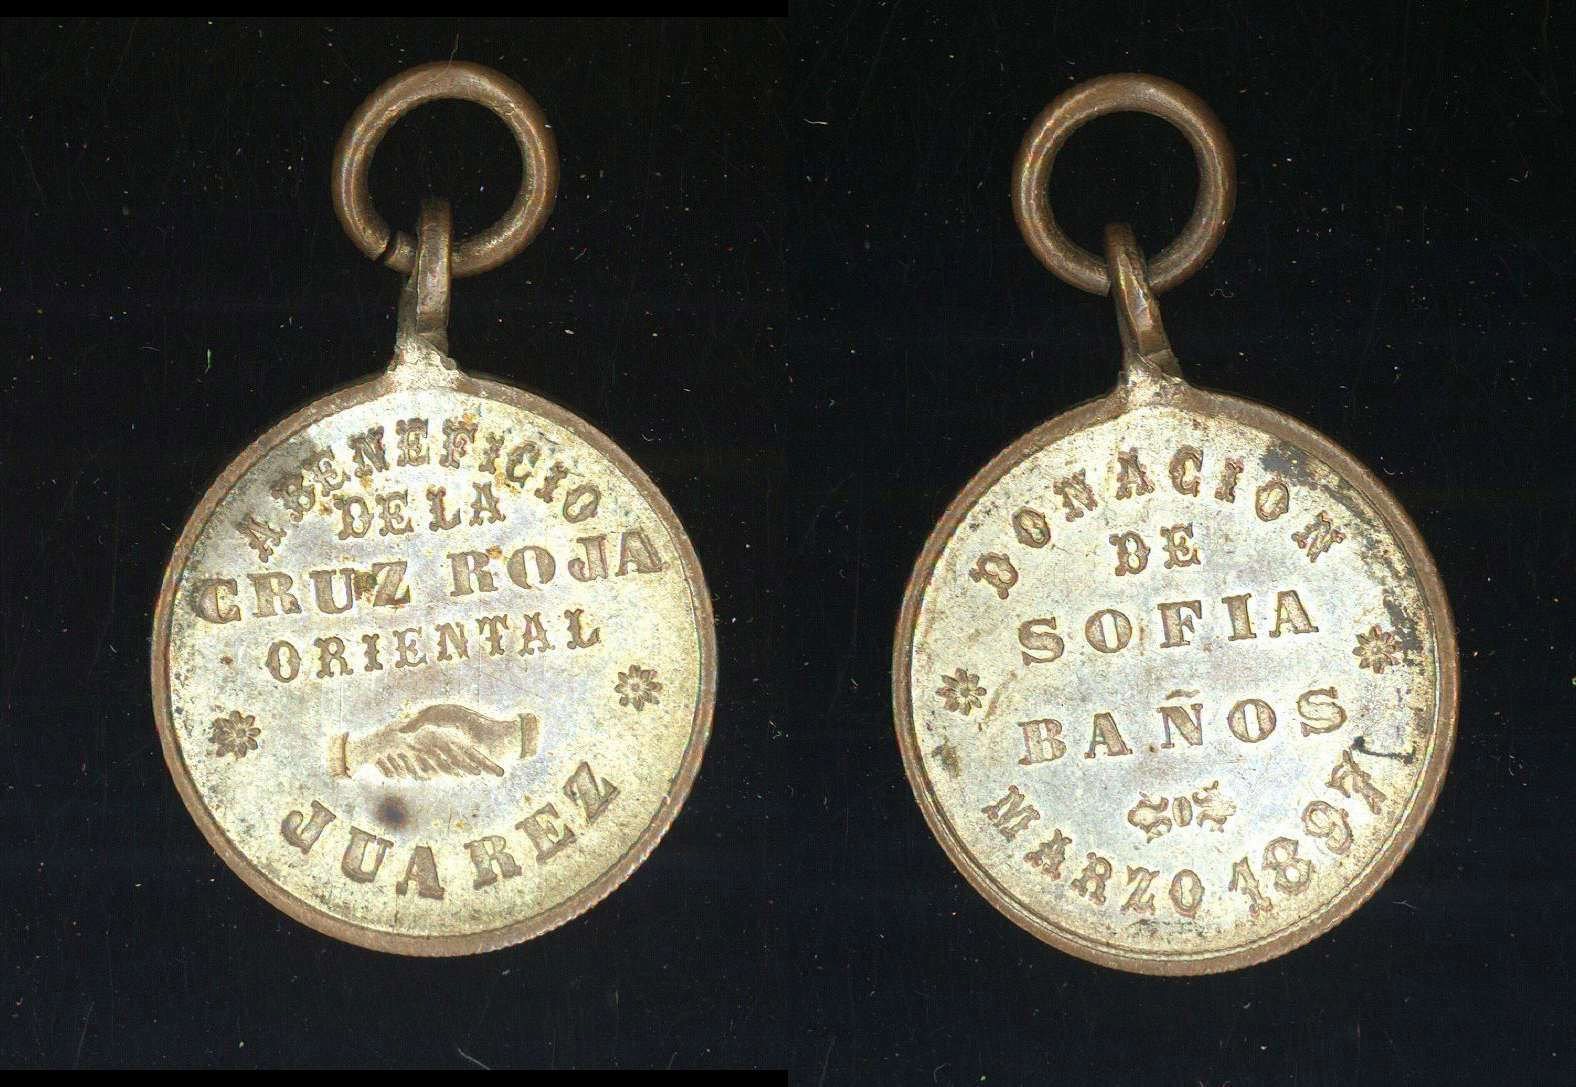 A BENEFICIO
DE LA
CRUZ ROJA
ORIENTAL
JUAREZ
DONACION
DE
SOFIA
BAÑOS
MARZO 1897